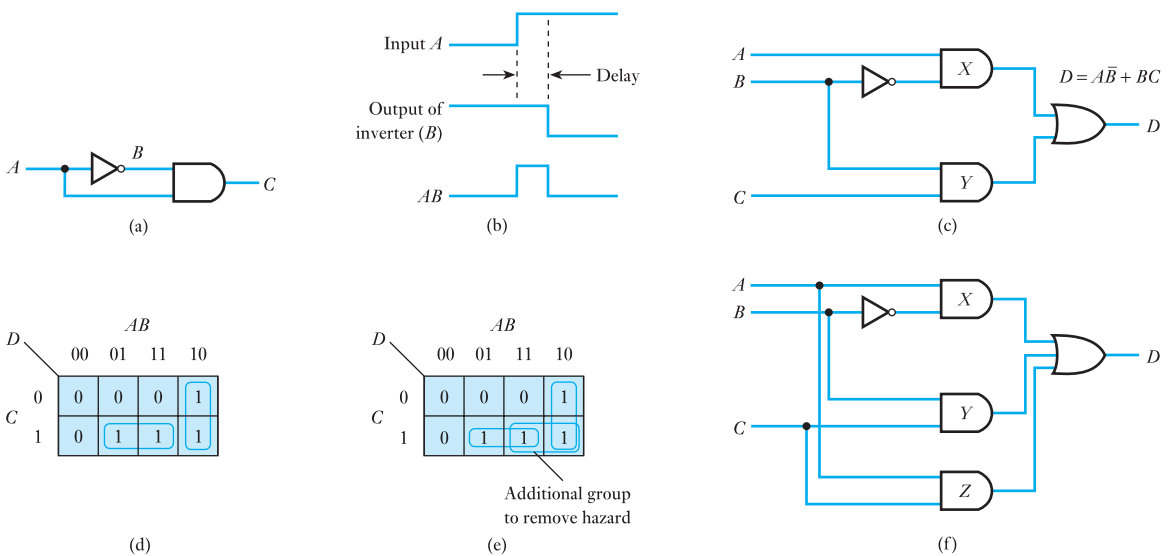 A
B
C
(a)
Input A
Delay
Output of
inverter (B)
AB
(b)
A
B
C
X
Y
D = AB̅ + BC
D
(c)
AB
D
00 01 11 10
C
0 0 0 0 1
1 0 1 1 1
(d)
AB
D
00 01 11 10
C
0 0 0 0 1
1 0 1 1 1
Additional group
to remove hazard
(e)
A
B
C
X
Y
Z
D
(f)